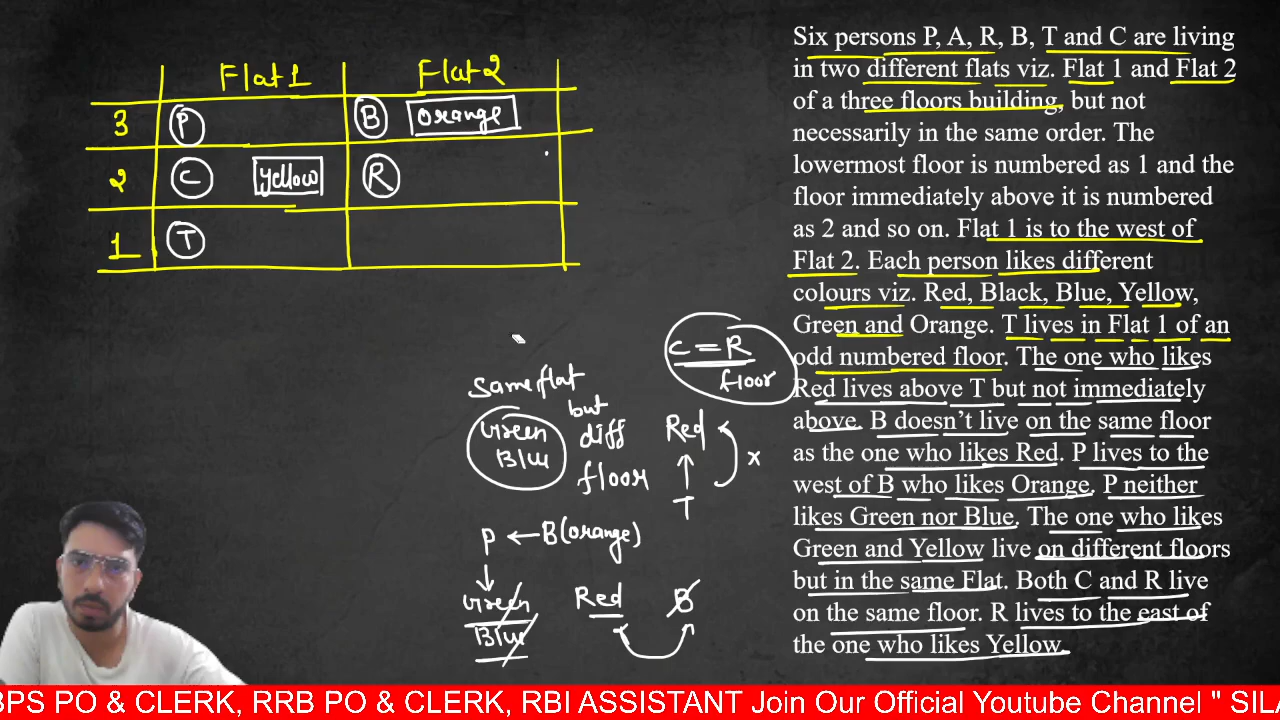 Flat 1 Flat 2
3 P B Orange
2 C Yellow R
1 T
C = R
floor
Same flat
but
Green diff Red
Blue floor x
T
P ← B(orange)
Green Red B
Blue
Six persons P, A, R, B, T and C are living
in two different flats viz. Flat 1 and Flat 2
of a three floors building, but not
necessarily in the same order. The
lowermost floor is numbered as 1 and the
floor immediately above it is numbered
as 2 and so on. Flat 1 is to the west of
Flat 2. Each person likes different
colours viz. Red, Black, Blue, Yellow,
Green and Orange. T lives in Flat 1 of an
odd numbered floor. The one who likes
Red lives above T but not immediately
above. B doesn’t live on the same floor
as the one who likes Red. P lives to the
west of B who likes Orange. P neither
likes Green nor Blue. The one who likes
Green and Yellow live on different floors
but in the same Flat. Both C and R live
on the same floor. R lives to the east of
the one who likes Yellow.
BPS PO & CLERK, RRB PO & CLERK, RBI ASSISTANT Join Our Official Youtube Channel " SILA